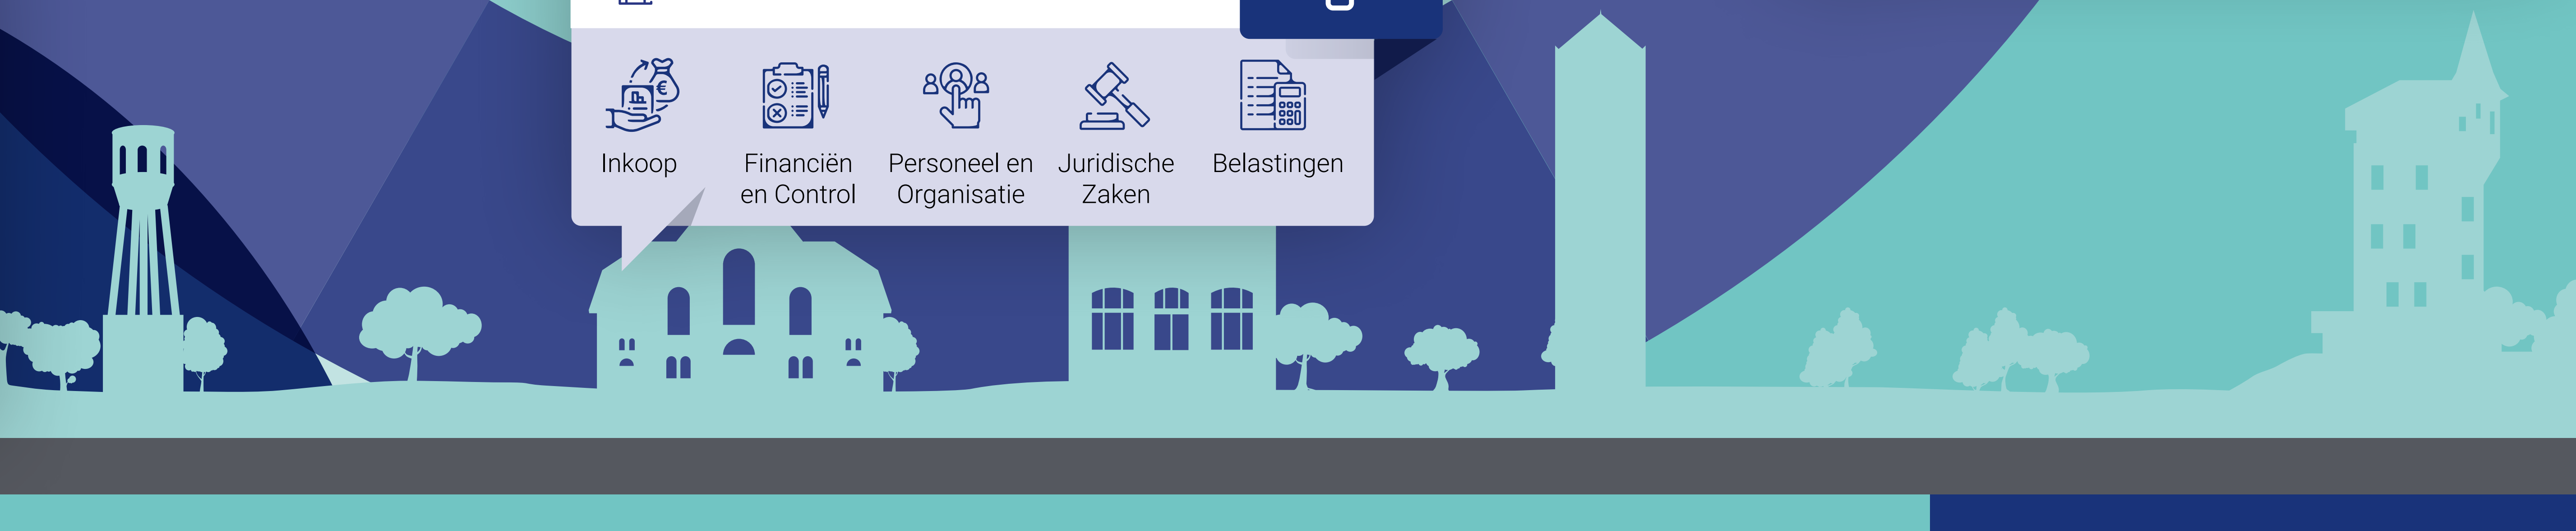 Inkoop
Financiën
en Control
Personeel en
Organisatie
Juridische
Zaken
Belastingen